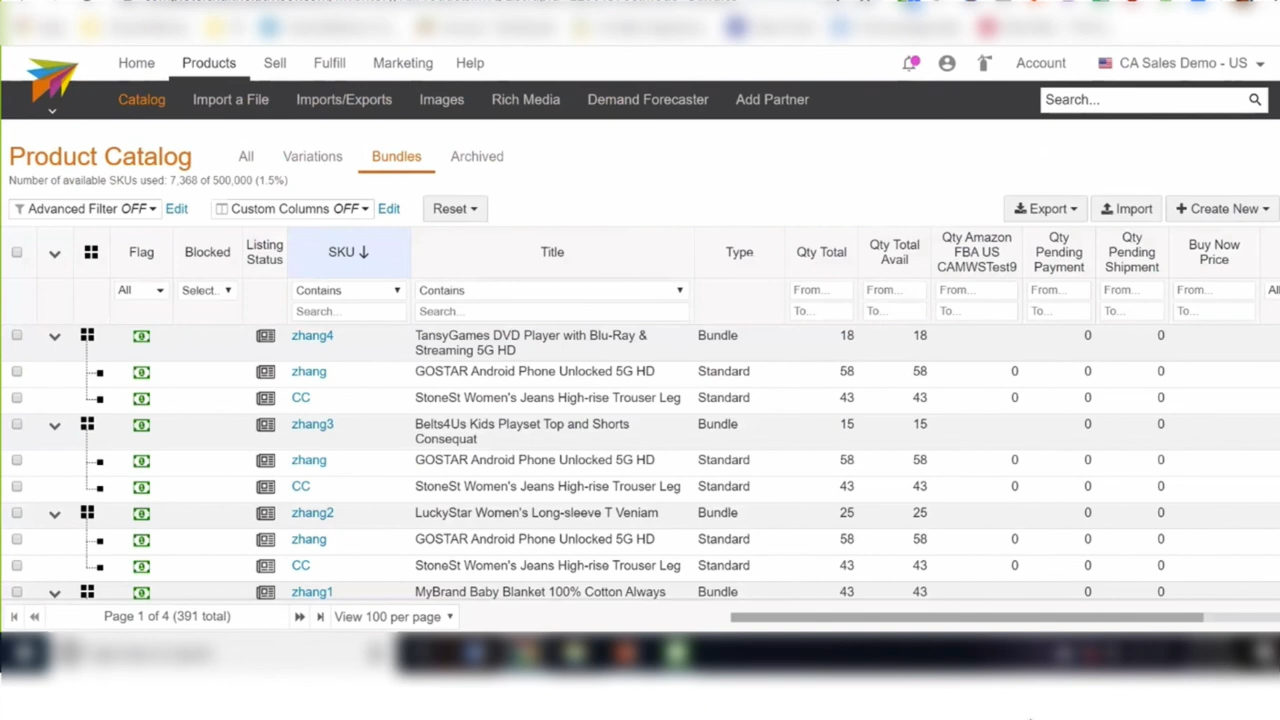 Home Products Sell Fulfill Marketing Help Account CA Sales Demo - US
Catalog Import a File Imports/Exports Images Rich Media Demand Forecaster Add Partner Search...
Product Catalog All Variations Bundles Archived
Number of available SKUs used: 7,368 of 500,000 (1.5%)
Advanced Filter OFF Edit Custom Columns OFF Edit Reset Export Import Create New
Flag Blocked Listing Status SKU Title Type Qty Total Qty Total Avail Qty Amazon FBA US CAMWSTest9 Qty Pending Payment Qty Pending Shipment Buy Now Price
All Select.. Contains Contains From... From... From... From... From... From... All
Search... Search... To... To... To... To... To... To...
zhang4 TansyGames DVD Player with Blu-Ray & Bundle 18 18 0 0
Streaming 5G HD
zhang GOSTAR Android Phone Unlocked 5G HD Standard 58 58 0 0 0
CC StoneSt Women's Jeans High-rise Trouser Leg Standard 43 43 0 0 0
zhang3 Belts4Us Kids Playset Top and Shorts Bundle 15 15 0 0
Consequat
zhang GOSTAR Android Phone Unlocked 5G HD Standard 58 58 0 0 0
CC StoneSt Women's Jeans High-rise Trouser Leg Standard 43 43 0 0 0
zhang2 LuckyStar Women's Long-sleeve T Veniam Bundle 25 25 0 0
zhang GOSTAR Android Phone Unlocked 5G HD Standard 58 58 0 0 0
CC StoneSt Women's Jeans High-rise Trouser Leg Standard 43 43 0 0 0
zhang1 MyBrand Baby Blanket 100% Cotton Always Bundle 43 43 0 0
Page 1 of 4 (391 total) View 100 per page